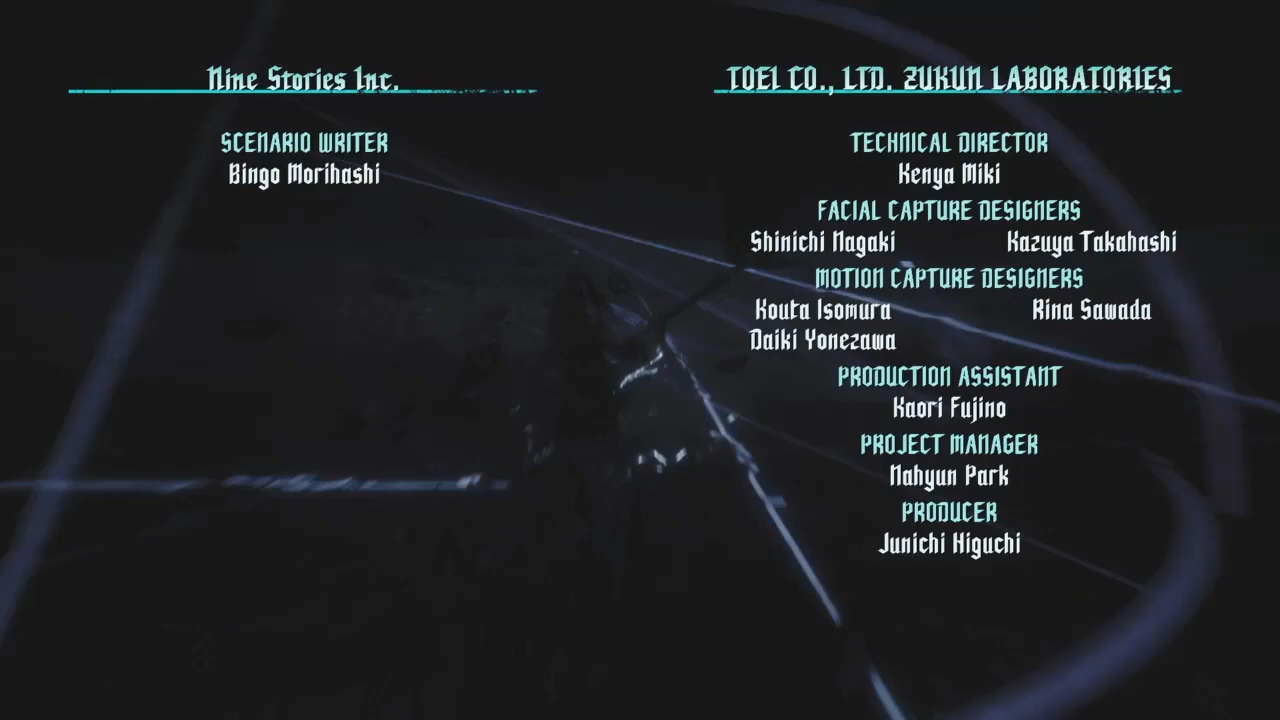 Nine Stories Inc.
SCENARIO WRITER
Bingo Morihashi
TOEI CO., LTD. ZUKUN LABORATORIES
TECHNICAL DIRECTOR
Kenya Miki
FACIAL CAPTURE DESIGNERS
Shinichi Nagaki Kazuya Takahashi
MOTION CAPTURE DESIGNERS
Kouta Isomura Rina Sawada
Daiki Yonezawa
PRODUCTION ASSISTANT
Kaori Fujino
PROJECT MANAGER
Nahyun Park
PRODUCER
Junichi Higuchi